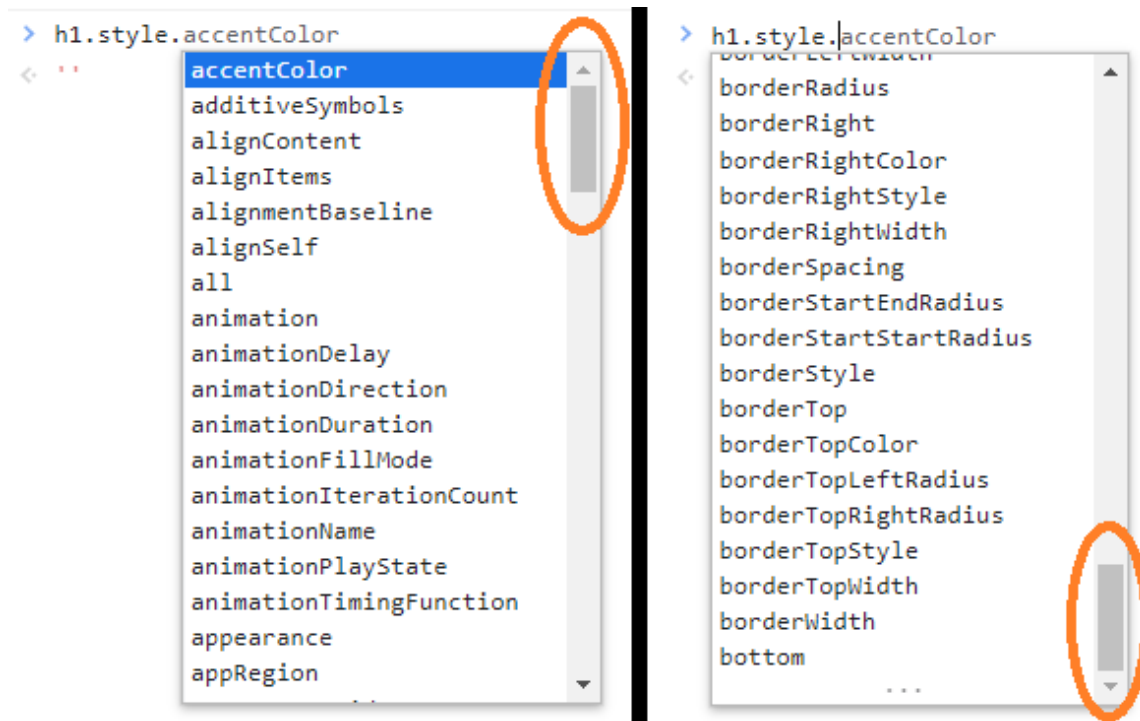 h1.style.accentColor
''
accentColor
additiveSymbols
alignContent
alignItems
alignmentBaseline
alignSelf
all
animation
animationDelay
animationDirection
animationDuration
animationFillMode
animationIterationCount
animationName
animationPlayState
animationTimingFunction
appearance
appRegion
h1.style.accentColor
borderLeftWidth
borderRadius
borderRight
borderRightColor
borderRightStyle
borderRightWidth
borderSpacing
borderStartEndRadius
borderStartStartRadius
borderStyle
borderTop
borderTopColor
borderTopLeftRadius
borderTopRightRadius
borderTopStyle
borderTopWidth
borderWidth
bottom
...